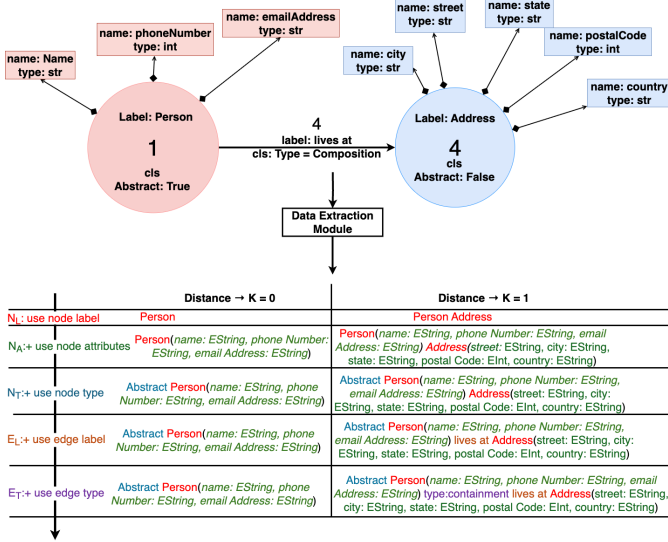 name: Name
type: str
name: phoneNumber
type: int
name: emailAddress
type: str
name: city
type: str
name: street
type: str
name: state
type: str
name: postalCode
type: int
name: country
type: str
Label: Person
1
cls
Abstract: True
4
label: lives at
cls: Type = Composition
Label: Address
4
cls
Abstract: False
Data Extraction
Module
Distance → K = 0
Distance → K = 1
NL: use node label
Person
Person Address
NA:+ use node attributes
Person(name: EString, phone Number:
EString, email Address: EString)
Person(name: EString, phone Number: EString, email
Address: EString) Address(street: EString, city: EString,
state: EString, postal Code: EInt, country: EString)
NT:+ use node type
Abstract Person(name: EString, phone
Number: EString, email Address: EString)
Abstract Person(name: EString, phone Number: EString,
email Address: EString) Address(street: EString, city:
EString, state: EString, postal Code: EInt, country: EString)
EL:+ use edge label
Abstract Person(name: EString, phone
Number: EString, email Address: EString)
Abstract Person(name: EString, phone Number: EString,
email Address: EString) lives at Address(street: EString, city:
EString, state: EString, postal Code: EInt, country: EString)
ET:+ use edge type
Abstract Person(name: EString, phone
Number: EString, email Address: EString)
Abstract Person(name: EString, phone Number: EString, email
Address: EString) type:containment lives at Address(street: EString,
city: EString, state: EString, postal Code: EInt, country: EString)